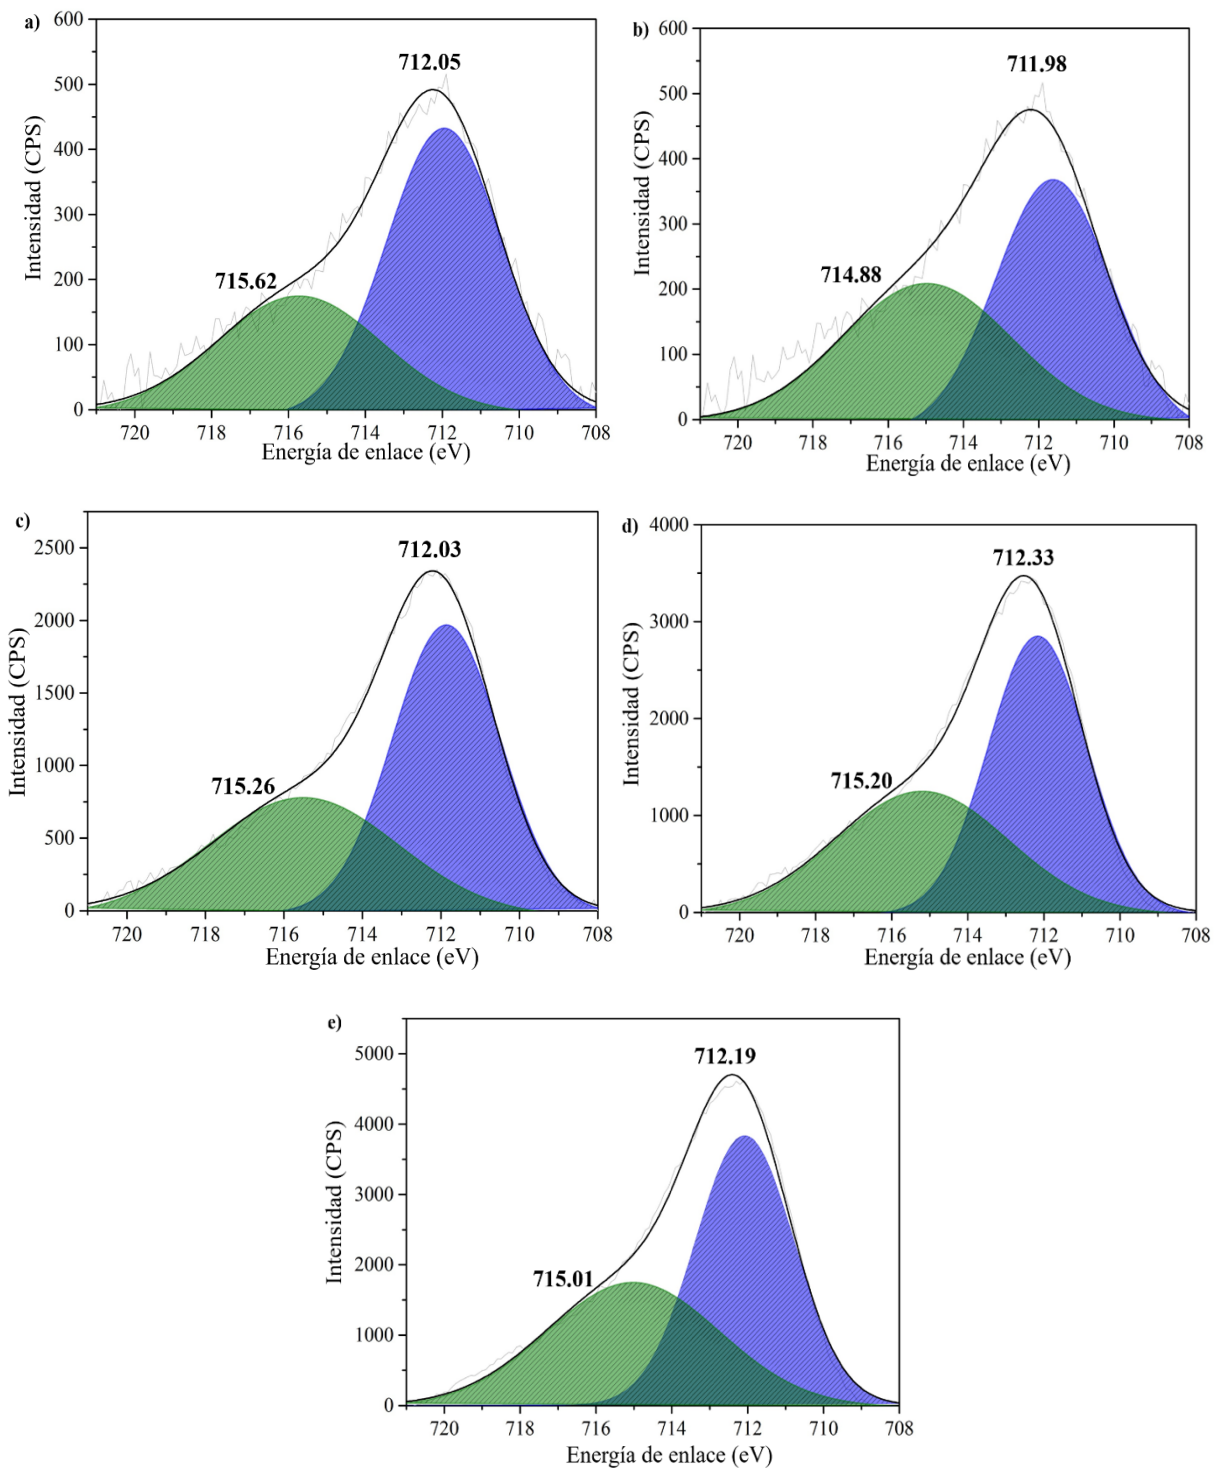 a)
600
500
400
300
200
100
0
Intensidad (CPS)
712.05
715.62
720 718 716 714 712 710 708
Energía de enlace (eV)
b)
600
500
400
300
200
100
0
Intensidad (CPS)
711.98
714.88
720 718 716 714 712 710 708
Energía de enlace (eV)
c)
2500
2000
1500
1000
500
0
Intensidad (CPS)
712.03
715.26
720 718 716 714 712 710 708
Energía de enlace (eV)
d)
4000
3000
2000
1000
0
Intensidad (CPS)
712.33
715.20
720 718 716 714 712 710 708
Energía de enlace (eV)
e)
5000
4000
3000
2000
1000
0
Intensidad (CPS)
712.19
715.01
720 718 716 714 712 710 708
Energía de enlace (eV)